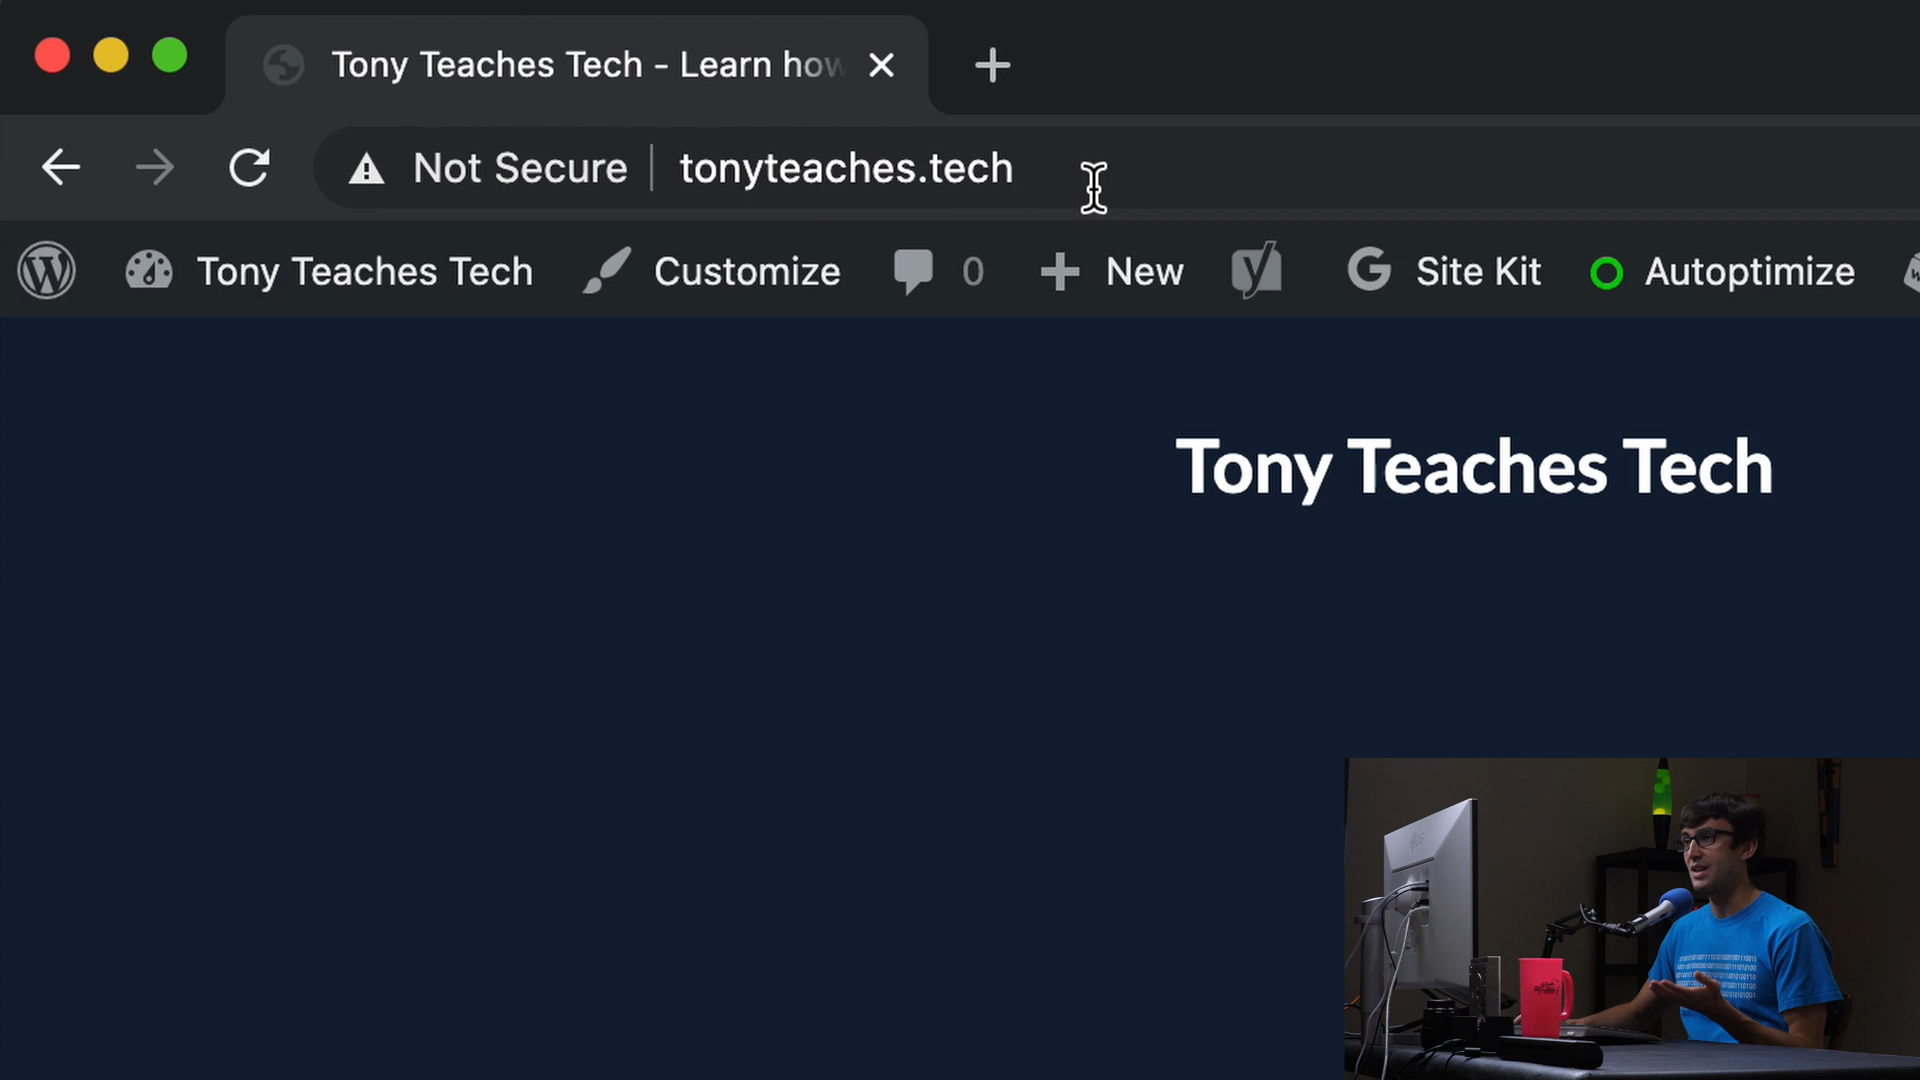 Tony Teaches Tech - Learn how
Not Secure | tonyteaches.tech
Tony Teaches Tech Customize 0 New Site Kit Autoptimize
Tony Teaches Tech